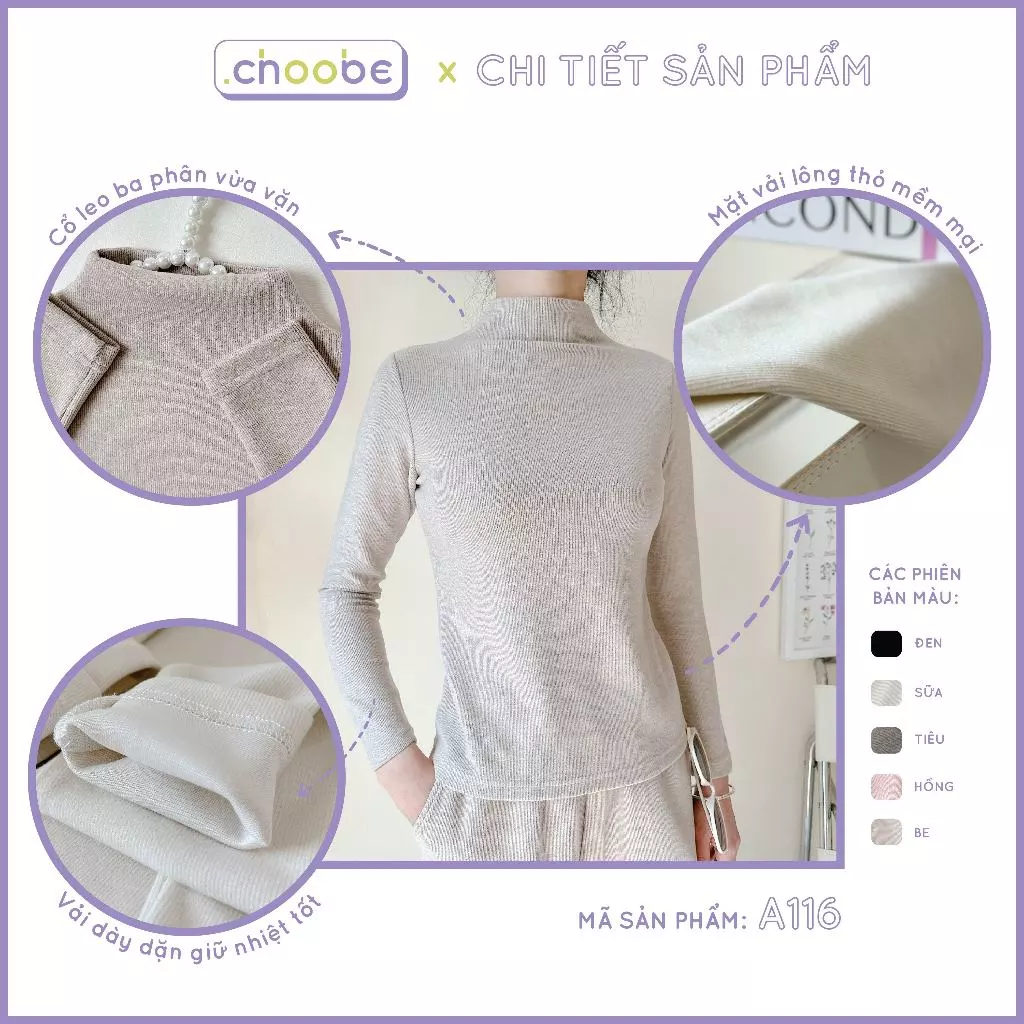 .choobe x CHI TIẾT SẢN PHẨM
Cổ leo ba phân vừa vặn
Mặt vải lông thỏ mềm mại
COND
CÁC PHIÊN
BẢN MÀU:
ĐEN
SỮA
TIÊU
HỒNG
BE
Vải dày dặn giữ nhiệt tốt
MÃ SẢN PHẨM: A116